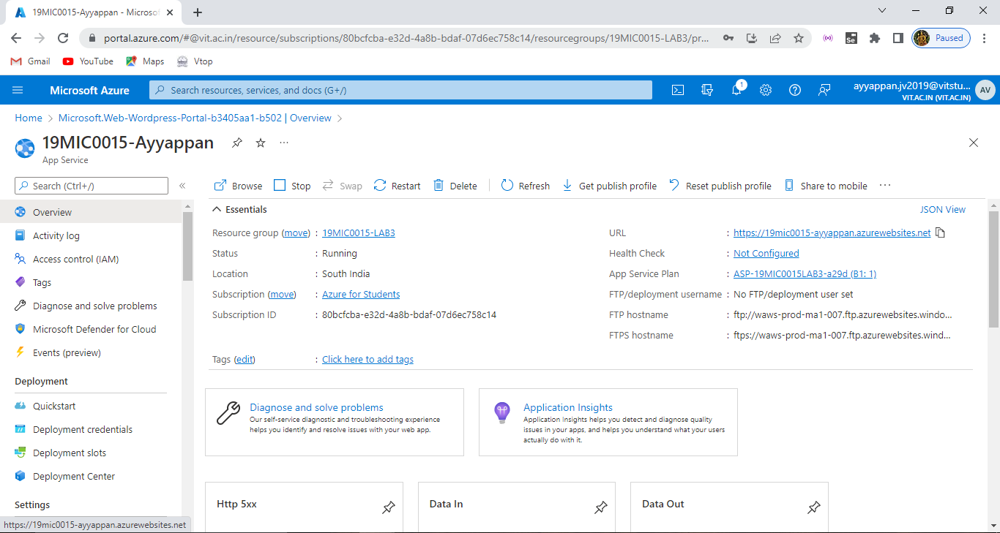 19MIC0015-Ayyappan - Microsof
portal.azure.com/#@vit.ac.in/resource/subscriptions/80bcfcba-e32d-4a8b-bdaf-07d6ec758c14/resourcegroups/19MIC0015-LAB3/pr...
Se
Paused
Gmail YouTube Maps Vtop
Microsoft Azure
Search resources, services, and docs (G+/)
1
ayyappan.jv2019@vitstu...
VIT.AC.IN (VIT.AC.IN)
AV
Home > Microsoft.Web-Wordpress-Portal-b3405aa1-b502 | Overview >
19MIC0015-Ayyappan
...
App Service
Search (Ctrl+/)
«
Browse Stop Swap Restart Delete Refresh Get publish profile Reset publish profile Share to mobile ...
Overview
Activity log
Access control (IAM)
Tags
Diagnose and solve problems
Microsoft Defender for Cloud
Events (preview)
Deployment
Quickstart
Deployment credentials
Deployment slots
Deployment Center
Settings
Essentials
JSON View
Resource group (move) : 19MIC0015-LAB3
Status : Running
Location : South India
Subscription (move) : Azure for Students
Subscription ID : 80bcfcba-e32d-4a8b-bdaf-07d6ec758c14
Tags (edit) : Click here to add tags
URL : https://19mic0015-ayyappan.azurewebsites.net
Health Check : Not Configured
App Service Plan : ASP-19MIC0015LAB3-a29d (B1: 1)
FTP/deployment username : No FTP/deployment user set
FTP hostname : ftp://waws-prod-ma1-007.ftp.azurewebsites.windo...
FTPS hostname : ftps://waws-prod-ma1-007.ftp.azurewebsites.wind...
Diagnose and solve problems
Our self-service diagnostic and troubleshooting experience
helps you identify and resolve issues with your web app.
Application Insights
Application Insights helps you detect and diagnose quality
issues in your apps, and helps you understand what your users
actually do with it.
Http 5xx
Data In
Data Out
https://19mic0015-ayyappan.azurewebsites.net